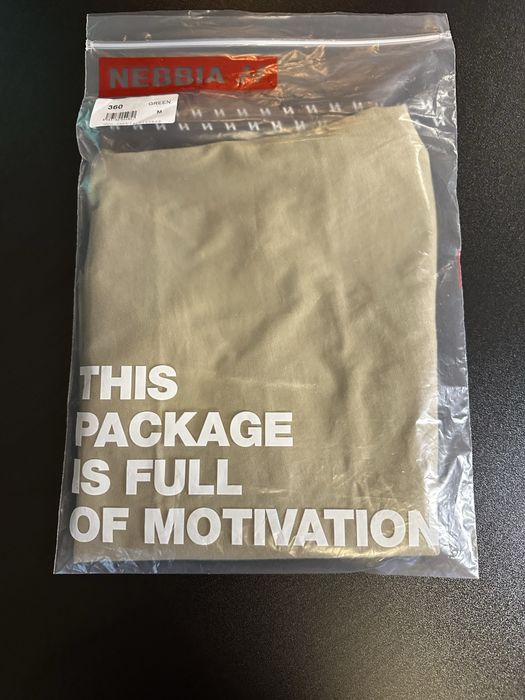 NEBBIA
360 GREEN
M
THIS
PACKAGE
IS FULL
OF MOTIVATION